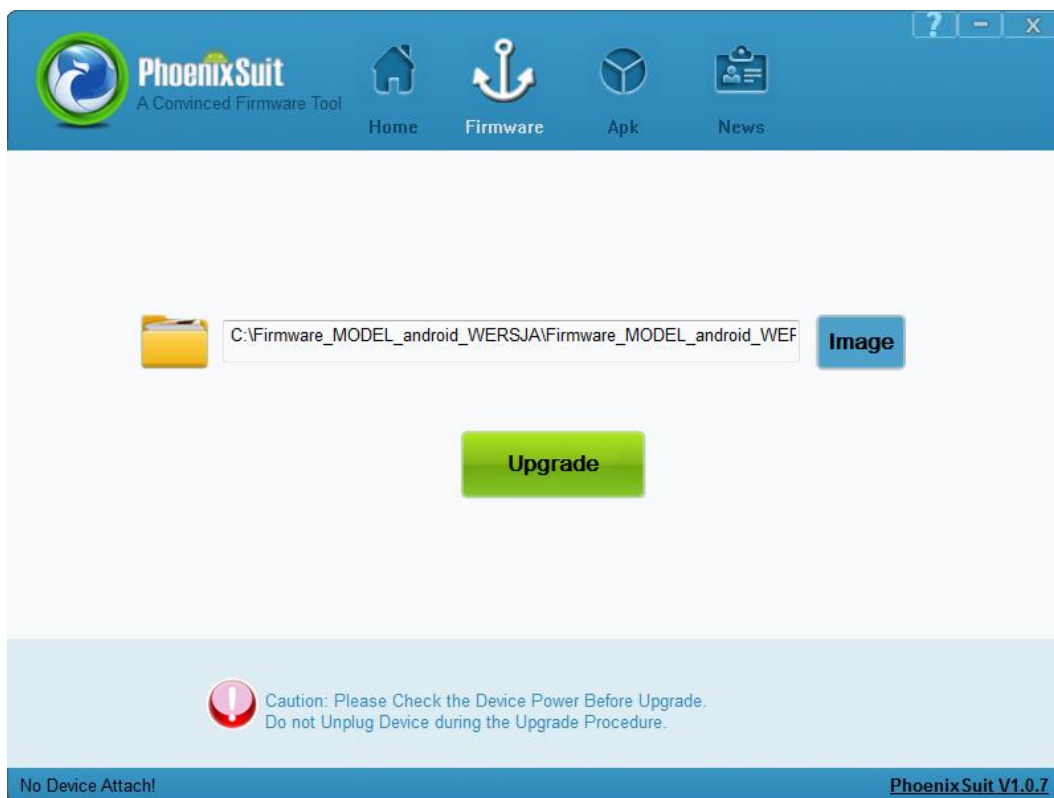 ? - X
PhoenixSuit
A Convinced Firmware Tool
Home Firmware Apk News
C:\Firmware_MODEL_android_WERSJA\Firmware_MODEL_android_WER
Image
Upgrade
Caution: Please Check the Device Power Before Upgrade.
Do not Unplug Device during the Upgrade Procedure.
No Device Attach! PhoenixSuit V1.0.7